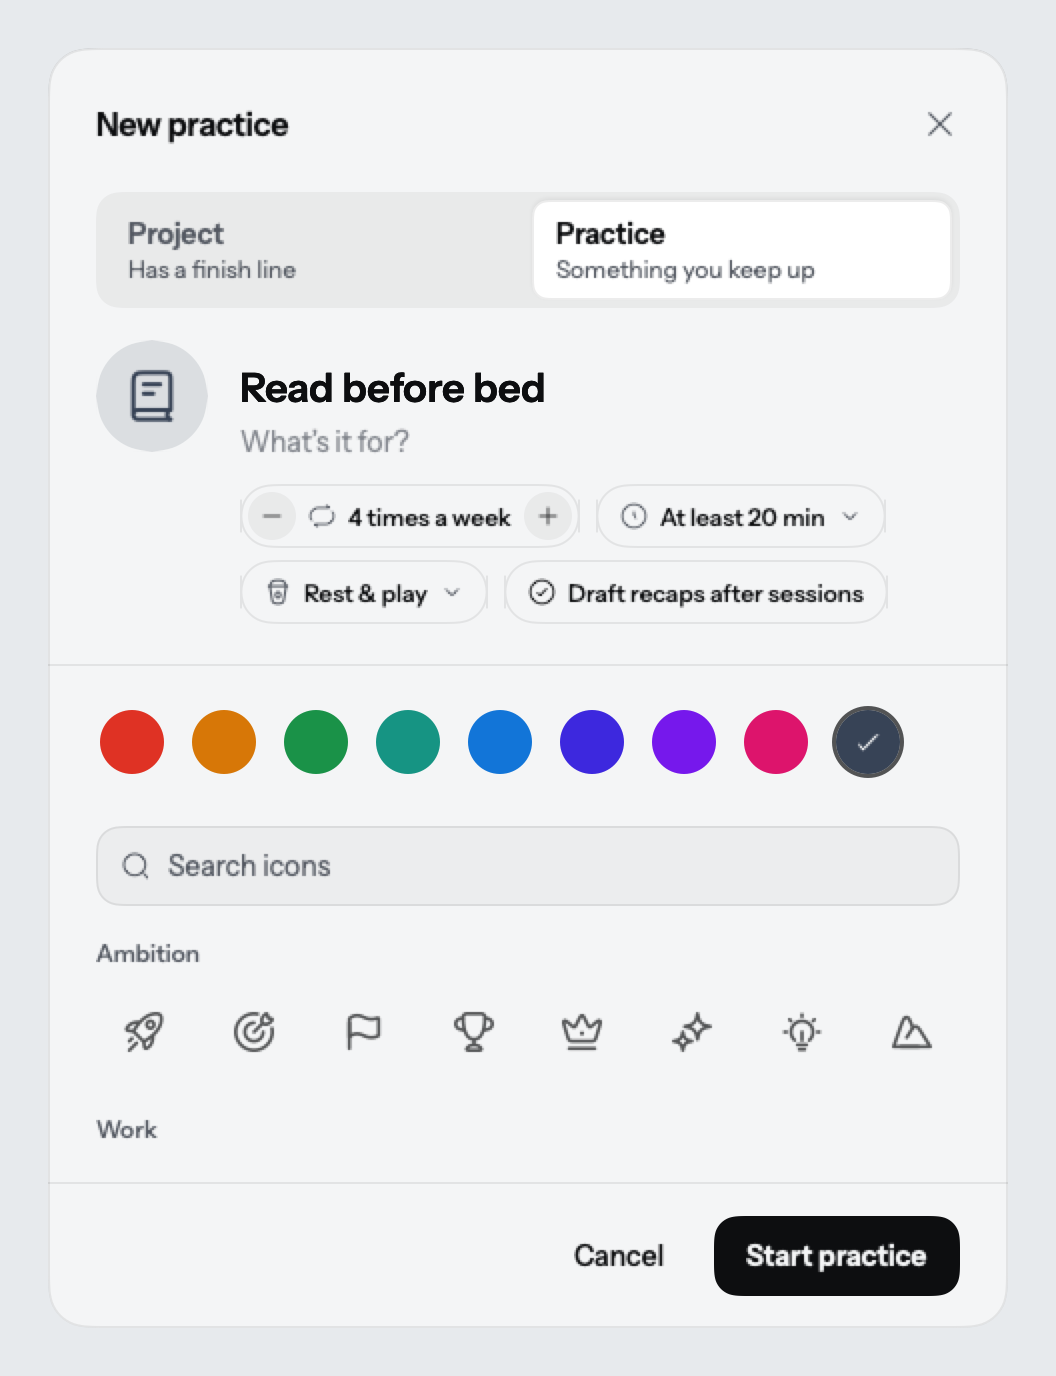 New practice
Project
Has a finish line
Practice
Something you keep up
Read before bed
What's it for?
4 times a week
At least 20 min
Rest & play
Draft recaps after sessions
Search icons
Ambition
Work
Cancel
Start practice